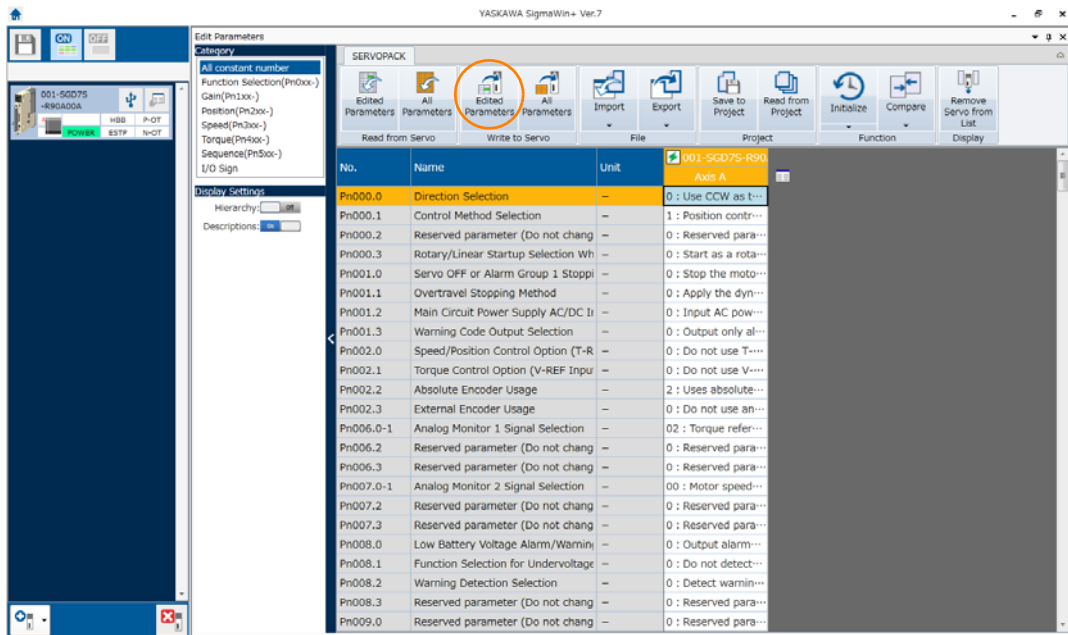 YASKAWA SigmaWin+ Ver.7
ON
OFF
Edit Parameters
001-SGD7S
-R90A00A
HBB P-OT
POWER ESTP N-OT
Category
All constant number
Function Selection(Pn0xx-)
Gain(Pn1xx-)
Position(Pn2xx-)
Speed(Pn3xx-)
Torque(Pn4xx-)
Sequence(Pn5xx-)
I/O Sign
Display Settings
Hierarchy: Off
Descriptions: On
SERVOPACK
Edited Parameters
All Parameters
Read from Servo
Edited Parameters
All Parameters
Write to Servo
Import
Export
File
Save to Project
Read from Project
Project
Initialize
Compare
Function
Remove Servo from List
Display
No. Name Unit 001-SGD7S-R90.
Axis A
Pn000.0 Direction Selection – 0 : Use CCW as t···
Pn000.1 Control Method Selection – 1 : Position contr···
Pn000.2 Reserved parameter (Do not chang – 0 : Reserved para···
Pn000.3 Rotary/Linear Startup Selection Wh – 0 : Start as a rota···
Pn001.0 Servo OFF or Alarm Group 1 Stoppi – 0 : Stop the moto···
Pn001.1 Overtravel Stopping Method – 0 : Apply the dyn···
Pn001.2 Main Circuit Power Supply AC/DC I – 0 : Input AC pow···
Pn001.3 Warning Code Output Selection – 0 : Output only al···
Pn002.0 Speed/Position Control Option (T-R – 0 : Do not use T-···
Pn002.1 Torque Control Option (V-REF Input – 0 : Do not use V-···
Pn002.2 Absolute Encoder Usage – 2 : Uses absolute···
Pn002.3 External Encoder Usage – 0 : Do not use an···
Pn006.0-1 Analog Monitor 1 Signal Selection – 02 : Torque refer···
Pn006.2 Reserved parameter (Do not chang – 0 : Reserved para···
Pn006.3 Reserved parameter (Do not chang – 0 : Reserved para···
Pn007.0-1 Analog Monitor 2 Signal Selection – 00 : Motor speed···
Pn007.2 Reserved parameter (Do not chang – 0 : Reserved para···
Pn007.3 Reserved parameter (Do not chang – 0 : Reserved para···
Pn008.0 Low Battery Voltage Alarm/Warning – 0 : Output alarm···
Pn008.1 Function Selection for Undervoltage – 0 : Do not detect···
Pn008.2 Warning Detection Selection – 0 : Detect warnin···
Pn008.3 Reserved parameter (Do not chang – 0 : Reserved para···
Pn009.0 Reserved parameter (Do not chang – 0 : Reserved para···